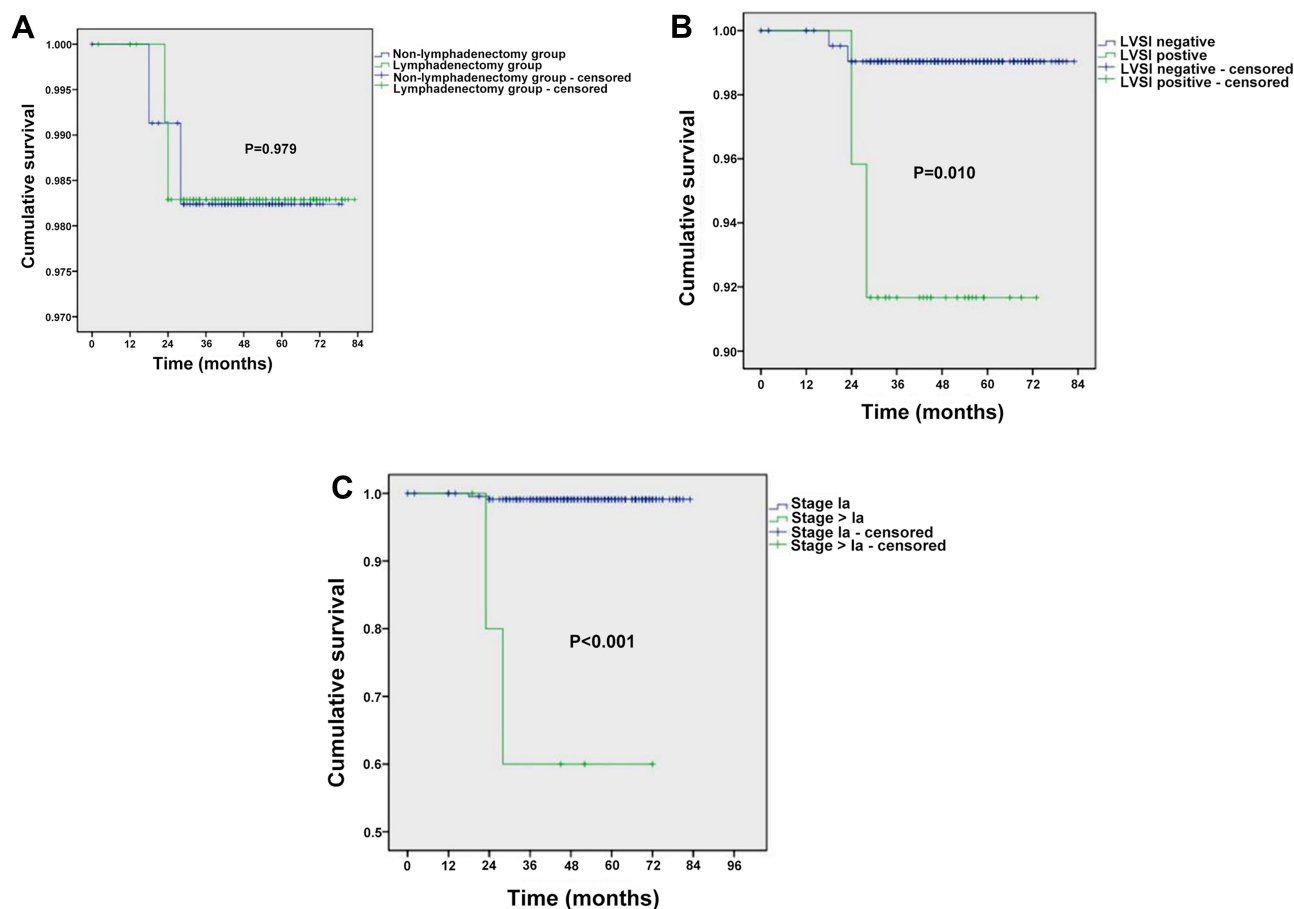 A
1.000
0.995
0.990
0.985
0.980
0.975
0.970
Cumulative survival
P=0.979
0 12 24 36 48 60 72 84
Time (months)
Non-lymphadenectomy group
Lymphadenectomy group
Non-lymphadenectomy group - censored
Lymphadenectomy group - censored
B
1.00
0.98
0.96
0.94
0.92
0.90
Cumulative survival
P=0.010
0 12 24 36 48 60 72 84
Time (months)
LVSI negative
LVSI postive
LVSI negative - censored
LVSI positive - censored
C
1.0
0.9
0.8
0.7
0.6
0.5
Cumulative survival
P<0.001
0 12 24 36 48 60 72 84 96
Time (months)
Stage Ia
Stage > Ia
Stage Ia - censored
Stage > Ia - censored